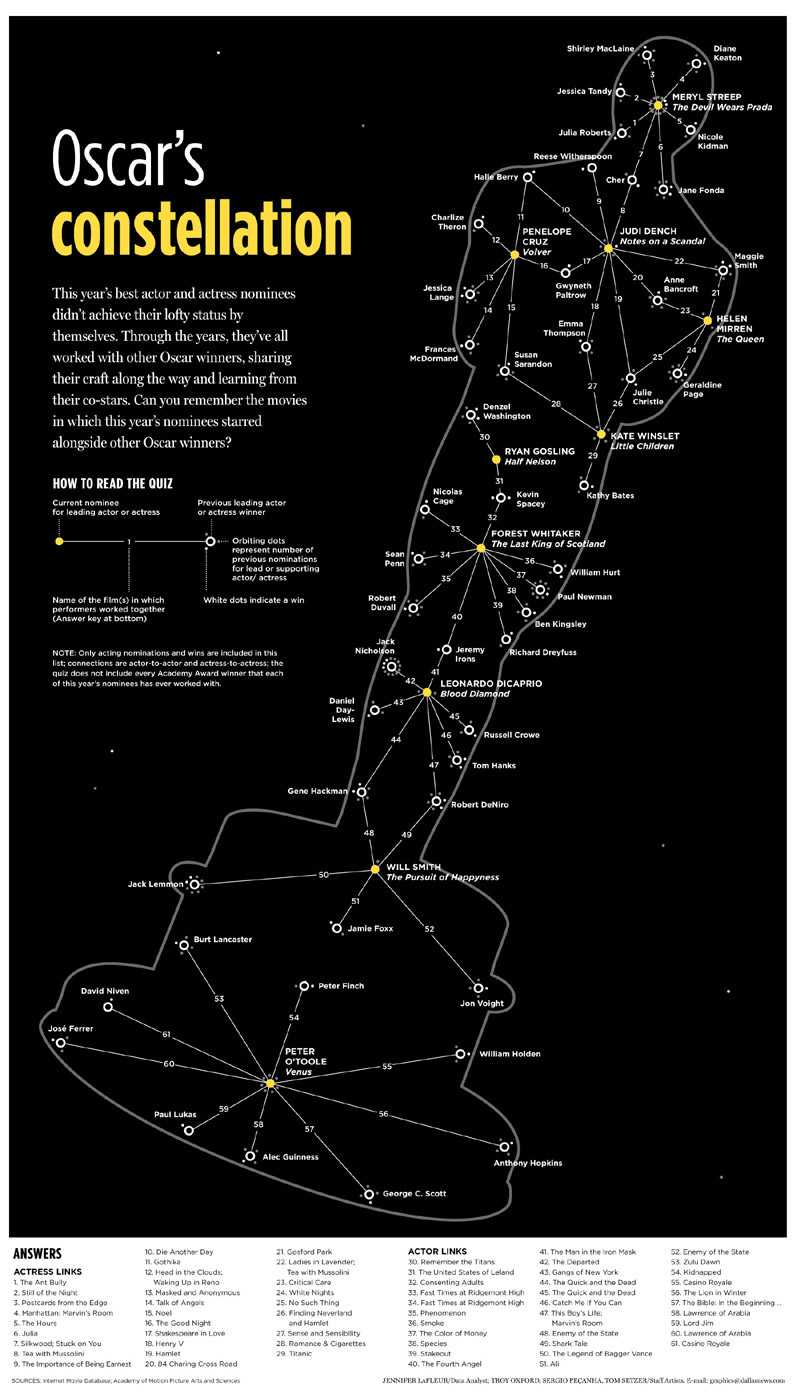 Oscar's
constellation
This year's best actor and actress nominees
didn't achieve their lofty status by
themselves. Through the years, they've all
worked with other Oscar winners, sharing
their craft along the way and learning from
their co-stars. Can you remember the movies
in which this year's nominees starred
alongside other Oscar winners?
HOW TO READ THE QUIZ
Current nominee
for leading actor or actress
Previous leading actor
or actress winner
1
Orbiting dots
represent number of
previous nominations
for lead or supporting
actor/ actress
Name of the film(s) in which
performers worked together
(Answer key at bottom)
White dots indicate a win
NOTE: Only acting nominations and wins are included in this
list; connections are actor-to-actor and actress-to-actress; the
quiz does not include every Academy Award winner that each
of this year's nominees has ever worked with.
Shirley MacLaine
Diane
Keaton
3
4
Jessica Tandy
2
MERYL STREEP
The Devil Wears Prada
Julia Roberts
1
5
Nicole
Kidman
6
7
Reese Witherspoon
Halle Berry
Cher
Jane Fonda
9
10
8
11
Charlize
Theron
12
PENELOPE
CRUZ
Volver
JUDI DENCH
Notes on a Scandal
16
17
22
Maggie
Smith
13
Gwyneth
Paltrow
20
Anne
Bancroft
21
Jessica
Lange
14
15
18
19
23
HELEN
MIRREN
The Queen
Emma
Thompson
24
Frances
McDormand
Susan
Sarandon
25
Geraldine
Page
27
Julie
Christie
28
26
Denzel
Washington
KATE WINSLET
Little Children
30
RYAN GOSLING
Half Nelson
29
31
Kathy Bates
Nicolas
Cage
Kevin
Spacey
32
33
FOREST WHITAKER
The Last King of Scotland
Sean
Penn
34
36
William Hurt
35
37
38
Paul Newman
Robert
Duvall
39
Ben Kingsley
40
Jack
Nicholson
Jeremy
Irons
Richard Dreyfuss
41
42
LEONARDO DICAPRIO
Blood Diamond
Daniel
Day-
Lewis
43
45
Russell Crowe
44
46
47
Tom Hanks
Gene Hackman
Robert DeNiro
48
49
WILL SMITH
The Pursuit of Happyness
Jack Lemmon
50
51
Jamie Foxx
52
Burt Lancaster
Peter Finch
David Niven
53
Jon Voight
54
José Ferrer
61
PETER
O'TOOLE
Venus
William Holden
60
55
Paul Lukas
59
56
58
57
Alec Guinness
Anthony Hopkins
George C. Scott
ANSWERS
ACTRESS LINKS
1. The Ant Bully
2. Still of the Night
3. Postcards from the Edge
4. Manhattan; Marvin's Room
5. The Hours
6. Julia
7. Silkwood; Stuck on You
8. Tea with Mussolini
9. The Importance of Being Earnest
10. Die Another Day
11. Gothika
12. Head in the Clouds;
Waking Up in Reno
13. Masked and Anonymous
14. Talk of Angels
15. Noel
16. The Good Night
17. Shakespeare in Love
18. Henry V
19. Hamlet
20. 84 Charing Cross Road
21. Gosford Park
22. Ladies in Lavender;
Tea with Mussolini
23. Critical Care
24. White Nights
25. No Such Thing
26. Finding Neverland
and Hamlet
27. Sense and Sensibility
28. Romance & Cigarettes
29. Titanic
ACTOR LINKS
30. Remember the Titans
31. The United States of Leland
32. Consenting Adults
33. Fast Times at Ridgemont High
34. Fast Times at Ridgemont High
35. Phenomenon
36. Smoke
37. The Color of Money
38. Species
39. Stakeout
40. The Fourth Angel
41. The Man in the Iron Mask
42. The Departed
43. Gangs of New York
44. The Quick and the Dead
45. The Quick and the Dead
46. Catch Me If You Can
47. This Boy's Life;
Marvin's Room
48. Enemy of the State
49. Shark Tale
50. The Legend of Bagger Vance
51. Ali
52. Enemy of the State
53. Zulu Dawn
54. Kidnapped
55. Casino Royale
56. The Lion in Winter
57. The Bible: In the Beginning ...
58. Lawrence of Arabia
59. Lord Jim
60. Lawrence of Arabia
61. Casino Royale
SOURCES: Internet Movie Database; Academy of Motion Picture Arts and Sciences
JENNIFER LaFLEUR/Data Analyst; TROY OXFORD, SERGIO PEÇANHA, TOM SETZER/Staff Artists. E-mail: graphics@dallasnews.com